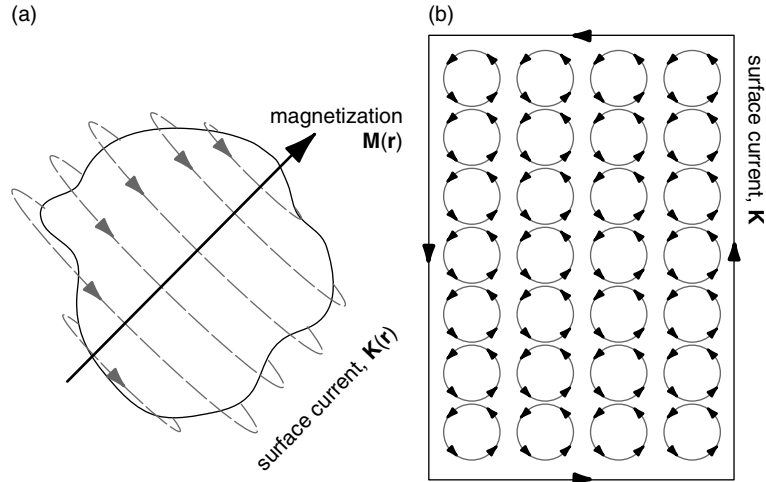 (a)
magnetization
M(r)
surface current, K(r)
(b)
surface current, K